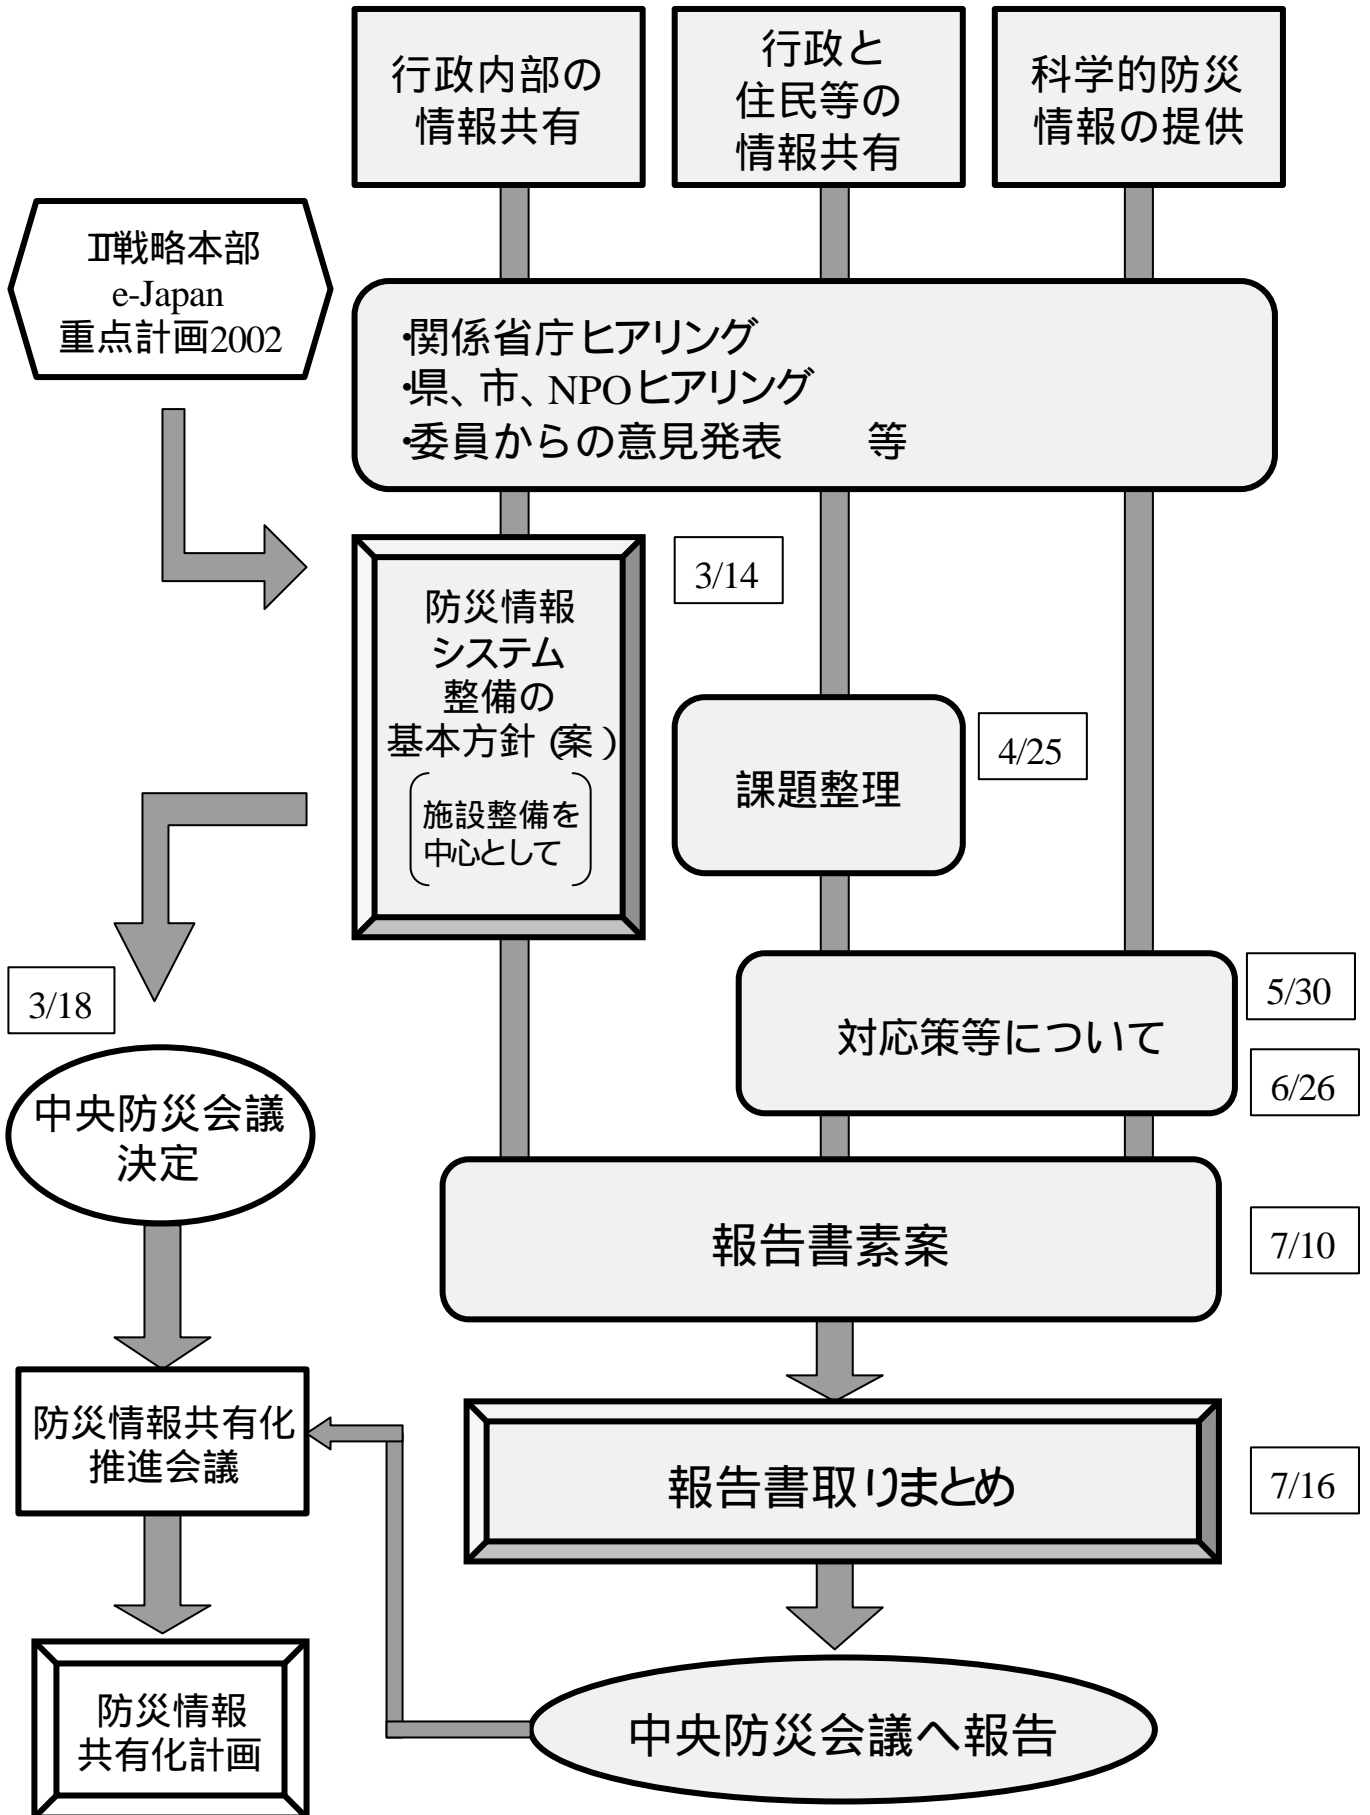 行政内部の
情報共有
行政と
住民等の
情報共有
科学的防災
情報の提供
IT戦略本部
e-Japan
重点計画2002
・関係省庁ヒアリング
・県、市、NPOヒアリング
・委員からの意見発表　　等
防災情報
システム
整備の
基本方針(案)
施設整備を
中心として
3/14
課題整理
4/25
3/18
対応策等について
5/30
6/26
中央防災会議
決定
報告書素案
7/10
防災情報共有化
推進会議
報告書取りまとめ
7/16
防災情報
共有化計画
中央防災会議へ報告